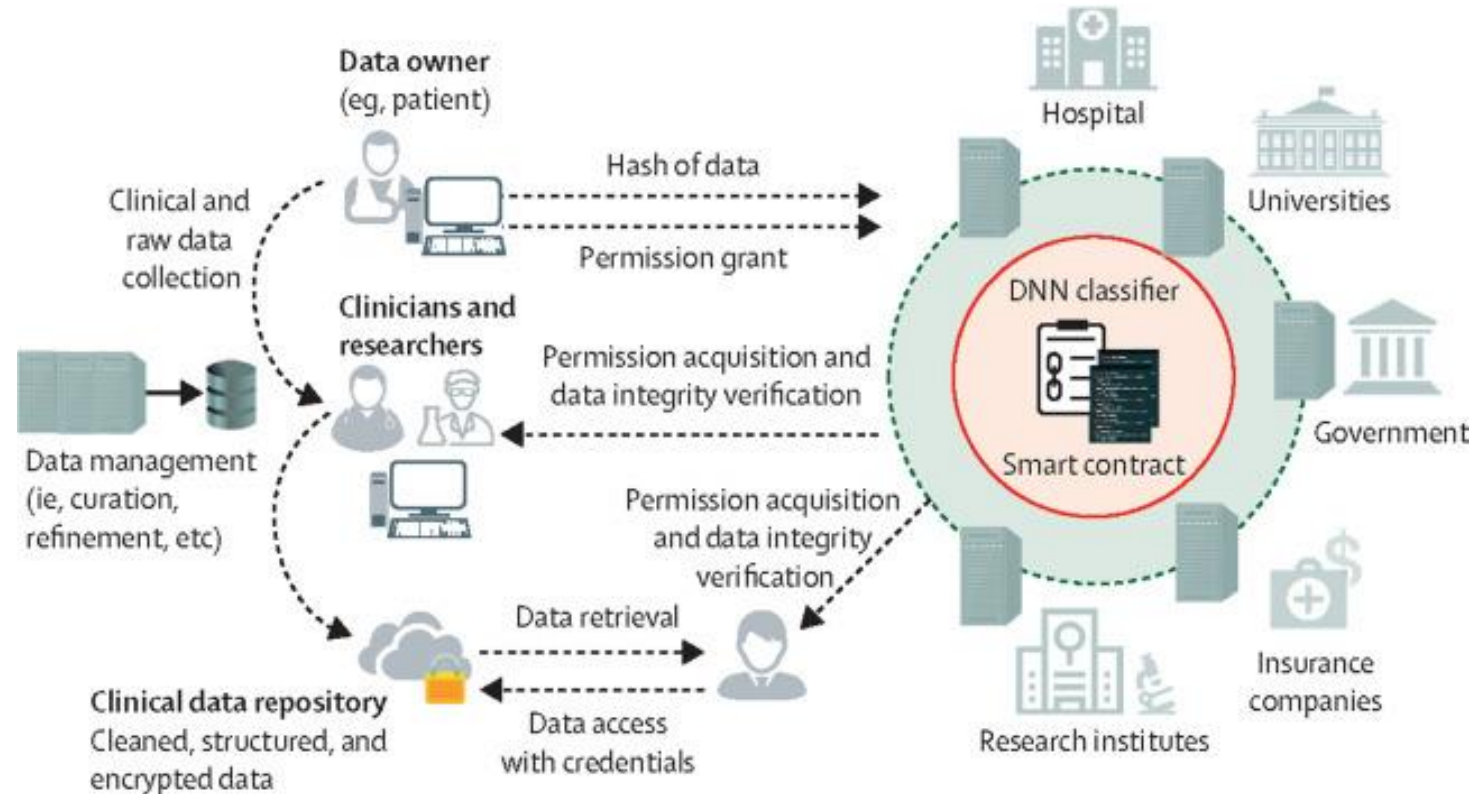 Data owner
(eg, patient)
Hospital
Universities
Hash of data
Permission grant
Clinical and
raw data
collection
DNN classifier
Smart contract
Clinicians and
researchers
Permission acquisition and
data integrity verification
Government
Data management
(ie, curation,
refinement, etc)
Permission acquisition
and data integrity
verification
Data retrieval
Data access
with credentials
Clinical data repository
Cleaned, structured, and
encrypted data
Insurance
companies
Research institutes
$